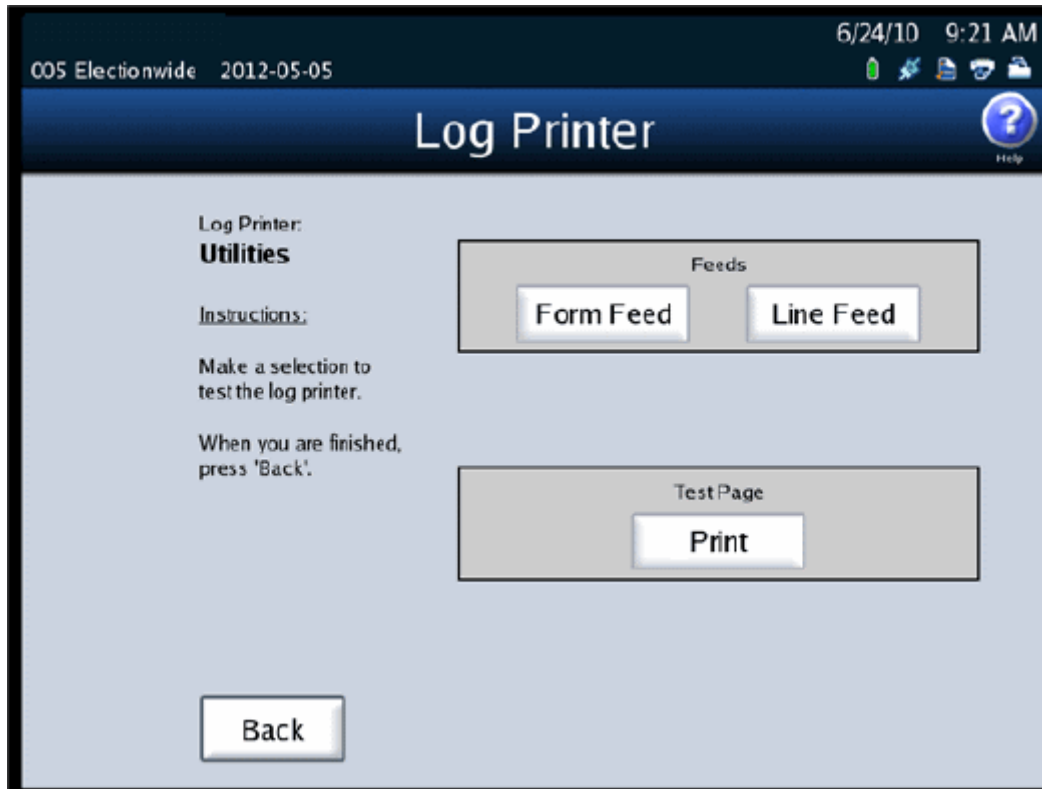 6/24/10 9:21 AM
005 Electionwide 2012-05-05
Log Printer
?
Help
Log Printer:
Utilities
Instructions:
Make a selection to
test the log printer.
When you are finished,
press 'Back'.
Feeds
Form Feed Line Feed
Test Page
Print
Back